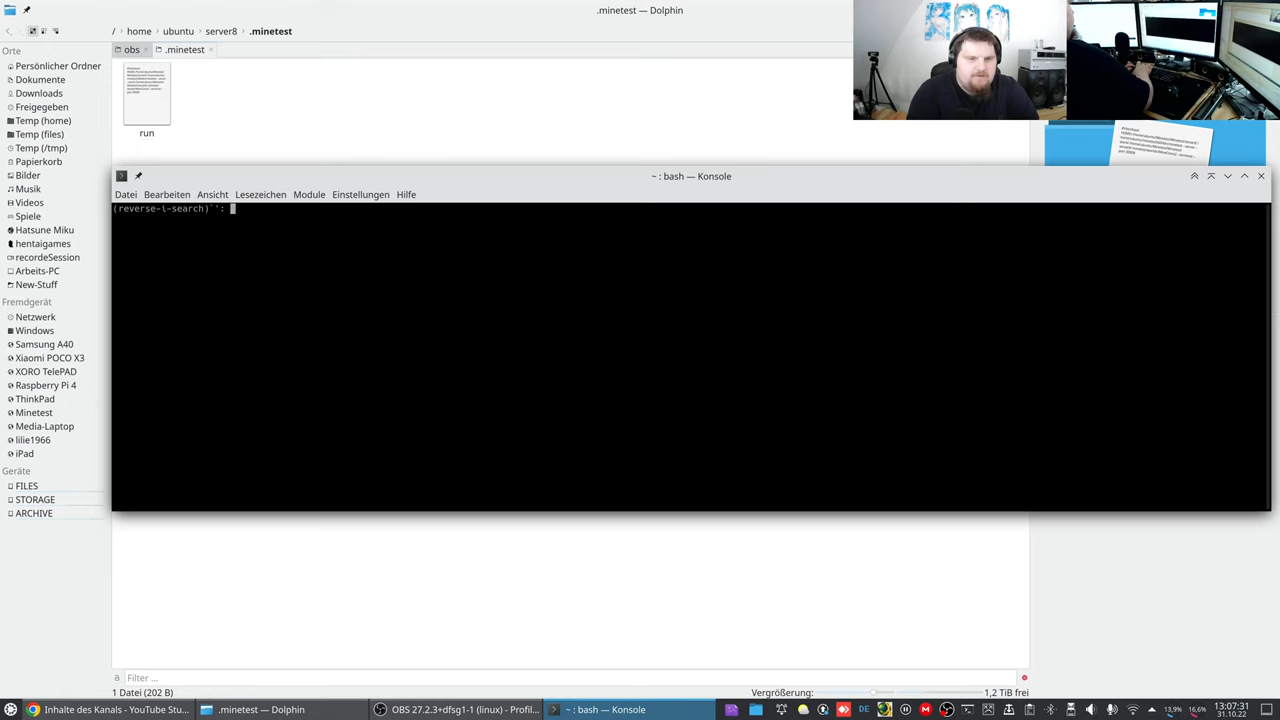 .minetest — Dolphin
/ home ubuntu server8 .minetest
Orte
obs
.minetest
Persönlicher Ordner
Dokumente
Downloads
Freigegeben
Temp (home)
Temp (files)
Temp (/tmp)
Papierkorb
Bilder
Musik
Videos
Spiele
Hatsune Miku
hentaigames
recordeSession
Arbeits-PC
New-Stuff
Fremdgerät
Netzwerk
Windows
Samsung A40
Xiaomi POCO X3
XORO TelePAD
Raspberry Pi 4
ThinkPad
Minetest
Media-Laptop
lilie1966
iPad
Geräte
FILES
STORAGE
ARCHIVE
run
~ : bash — Konsole
Datei Bearbeiten Ansicht Lesezeichen Module Einstellungen Hilfe
(reverse-i-search)`':
Filter ...
1 Datei (202 B)
Vergrößerung:
1,2 TiB frei
Inhalte des Kanals - YouTube Stu...
.minetest — Dolphin
OBS 27.2.3+dfsg1-1 (linux) - Profil...
~ : bash — Konsole
DE
13,9%
16,6%
13:07:31
31.10.22